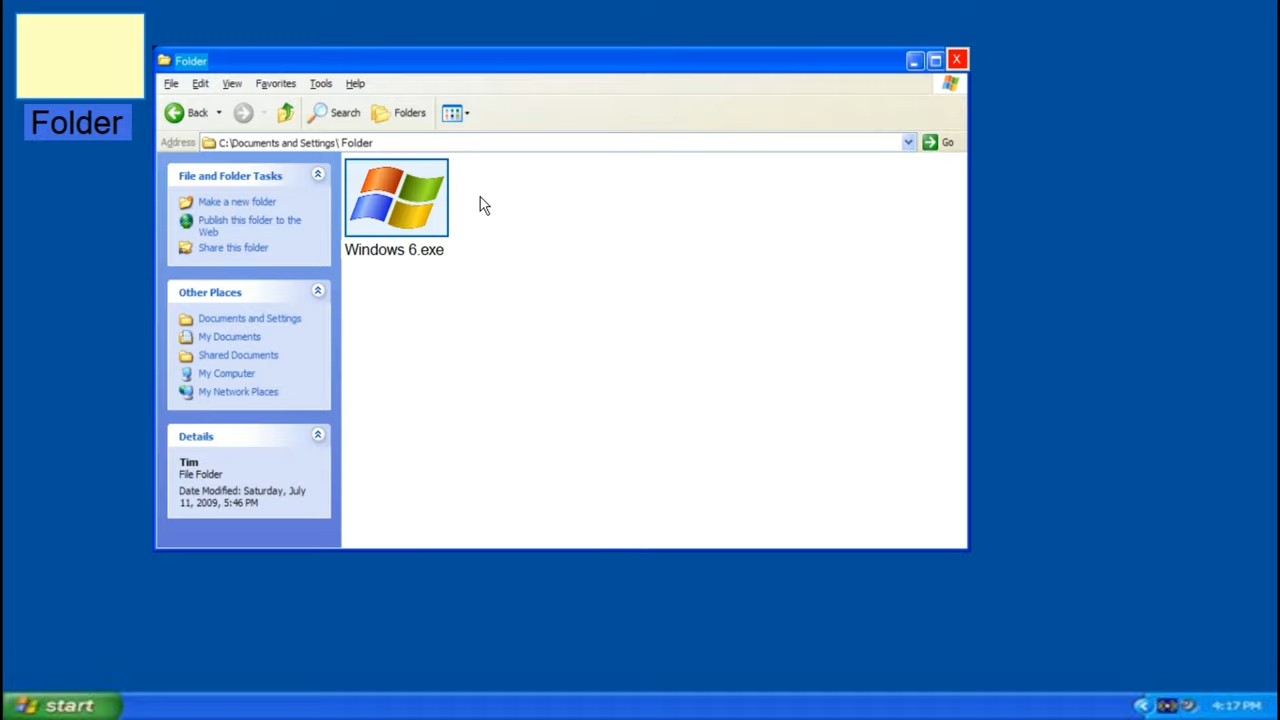 Folder
Folder
File Edit View Favorites Tools Help
Back Search Folders
Address C:\Documents and Settings\ Folder Go
File and Folder Tasks
Make a new folder
Publish this folder to the
Web
Share this folder
Other Places
Documents and Settings
My Documents
Shared Documents
My Computer
My Network Places
Details
Tim
File Folder
Date Modified: Saturday, July
11, 2009, 5:46 PM
Windows 6.exe
start
4:17 PM